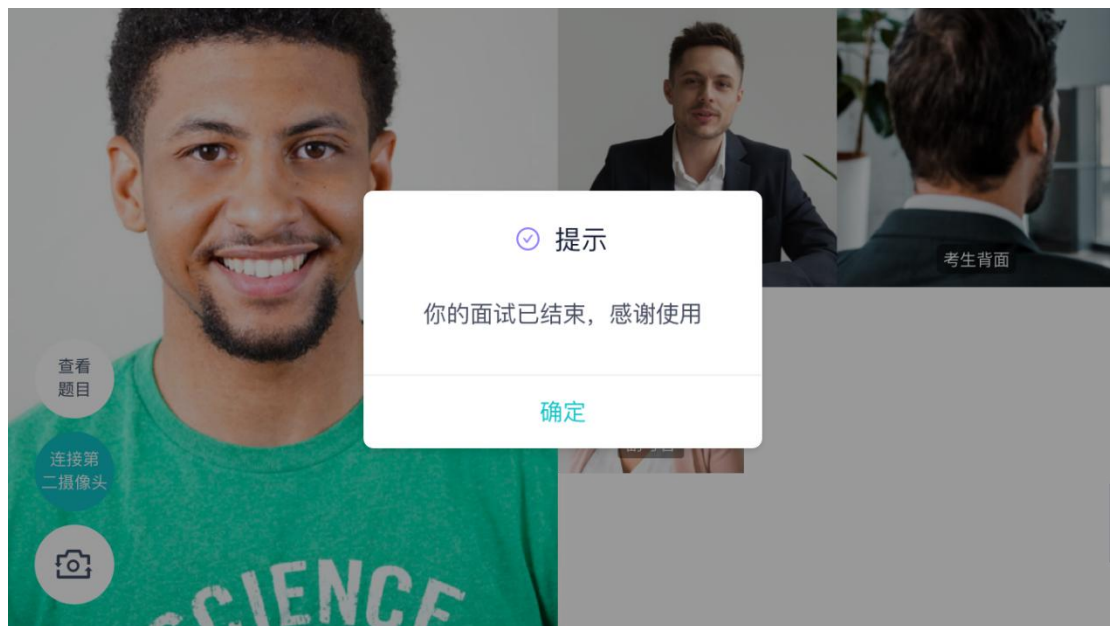 提示
你的面试已结束，感谢使用
确定
考生背面
查看
题目
连接第
二摄像头
SCIENCE